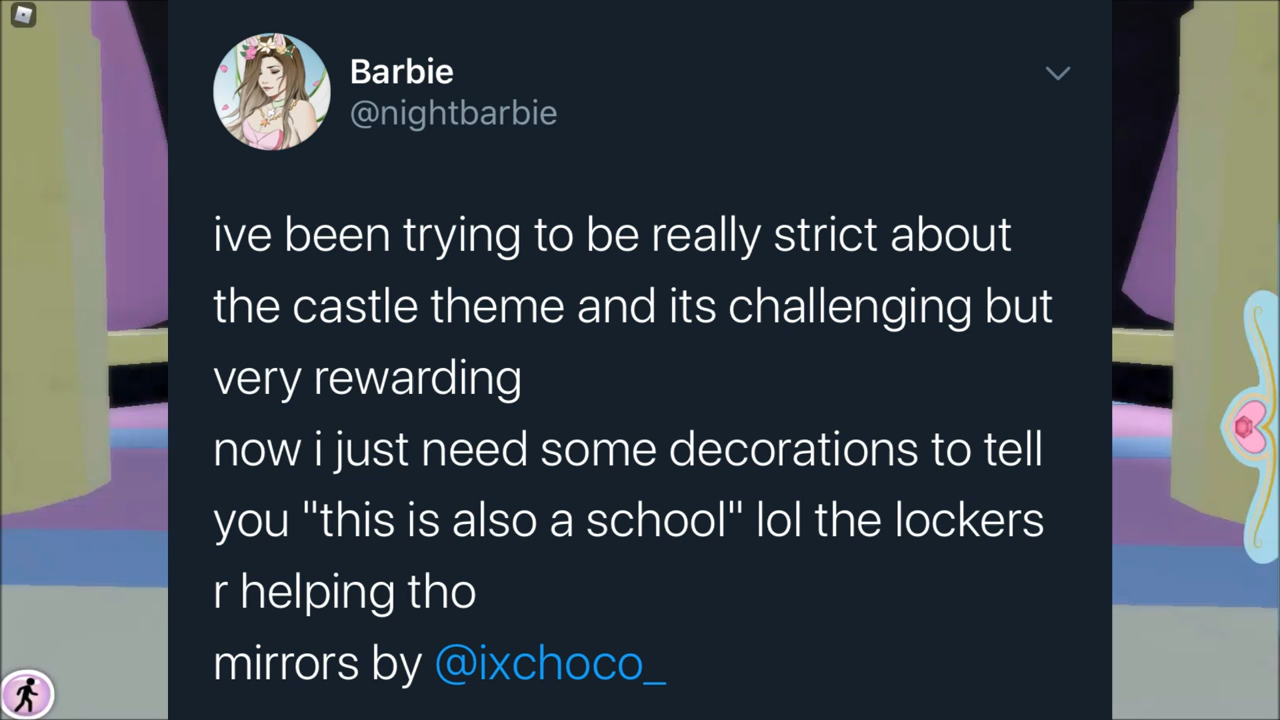 Barbie
@nightbarbie
ive been trying to be really strict about
the castle theme and its challenging but
very rewarding
now i just need some decorations to tell
you "this is also a school" lol the lockers
r helping tho
mirrors by @ixchoco_